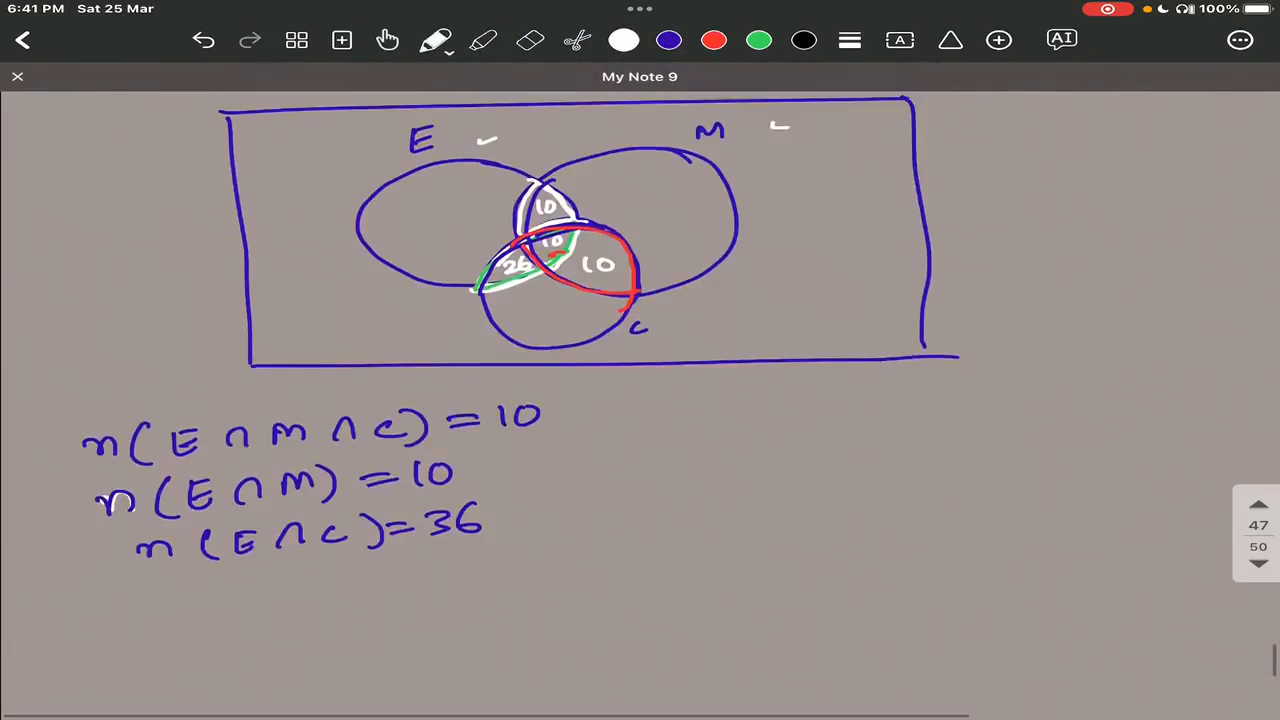 6:41 PM Sat 25 Mar
100%
A
AI
My Note 9
E
M
10
10
26
10
C
n(E ∩ M ∩ C) = 10
n(E ∩ M) = 10
n(E ∩ C) = 36
47
50